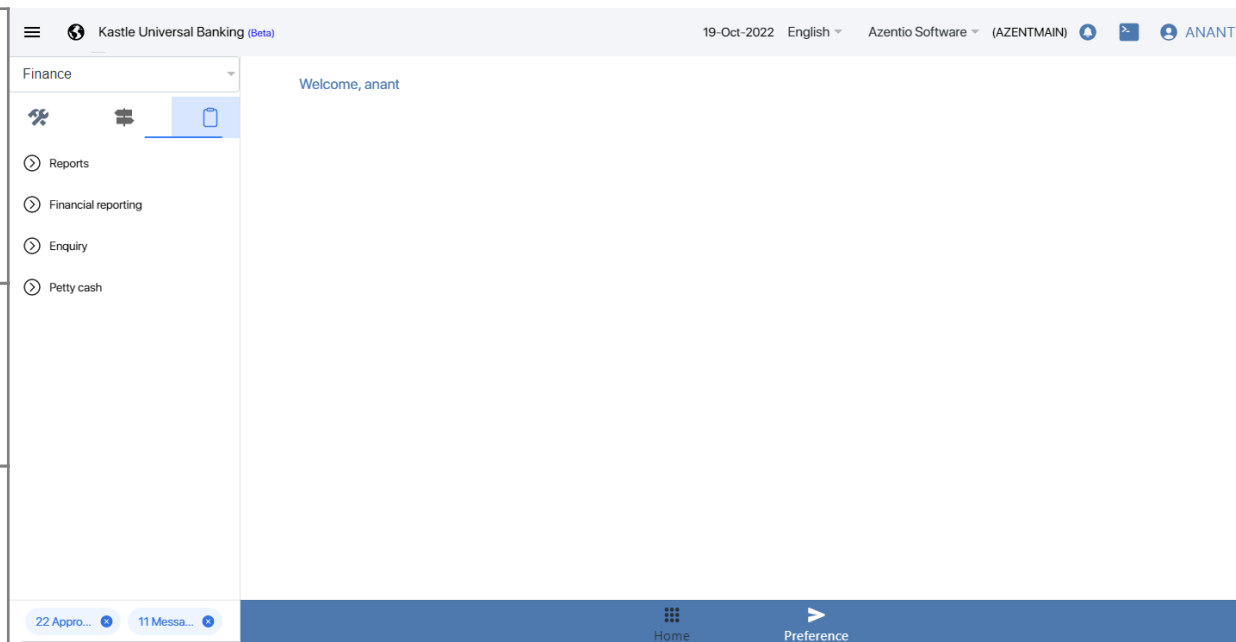 Kastle Universal Banking (Beta)
19-Oct-2022 English Azentio Software (AZENTMAIN) ANANT
Finance
Welcome, anant
Reports
Financial reporting
Enquiry
Petty cash
22 Appro... 11 Messa...
Home Preference